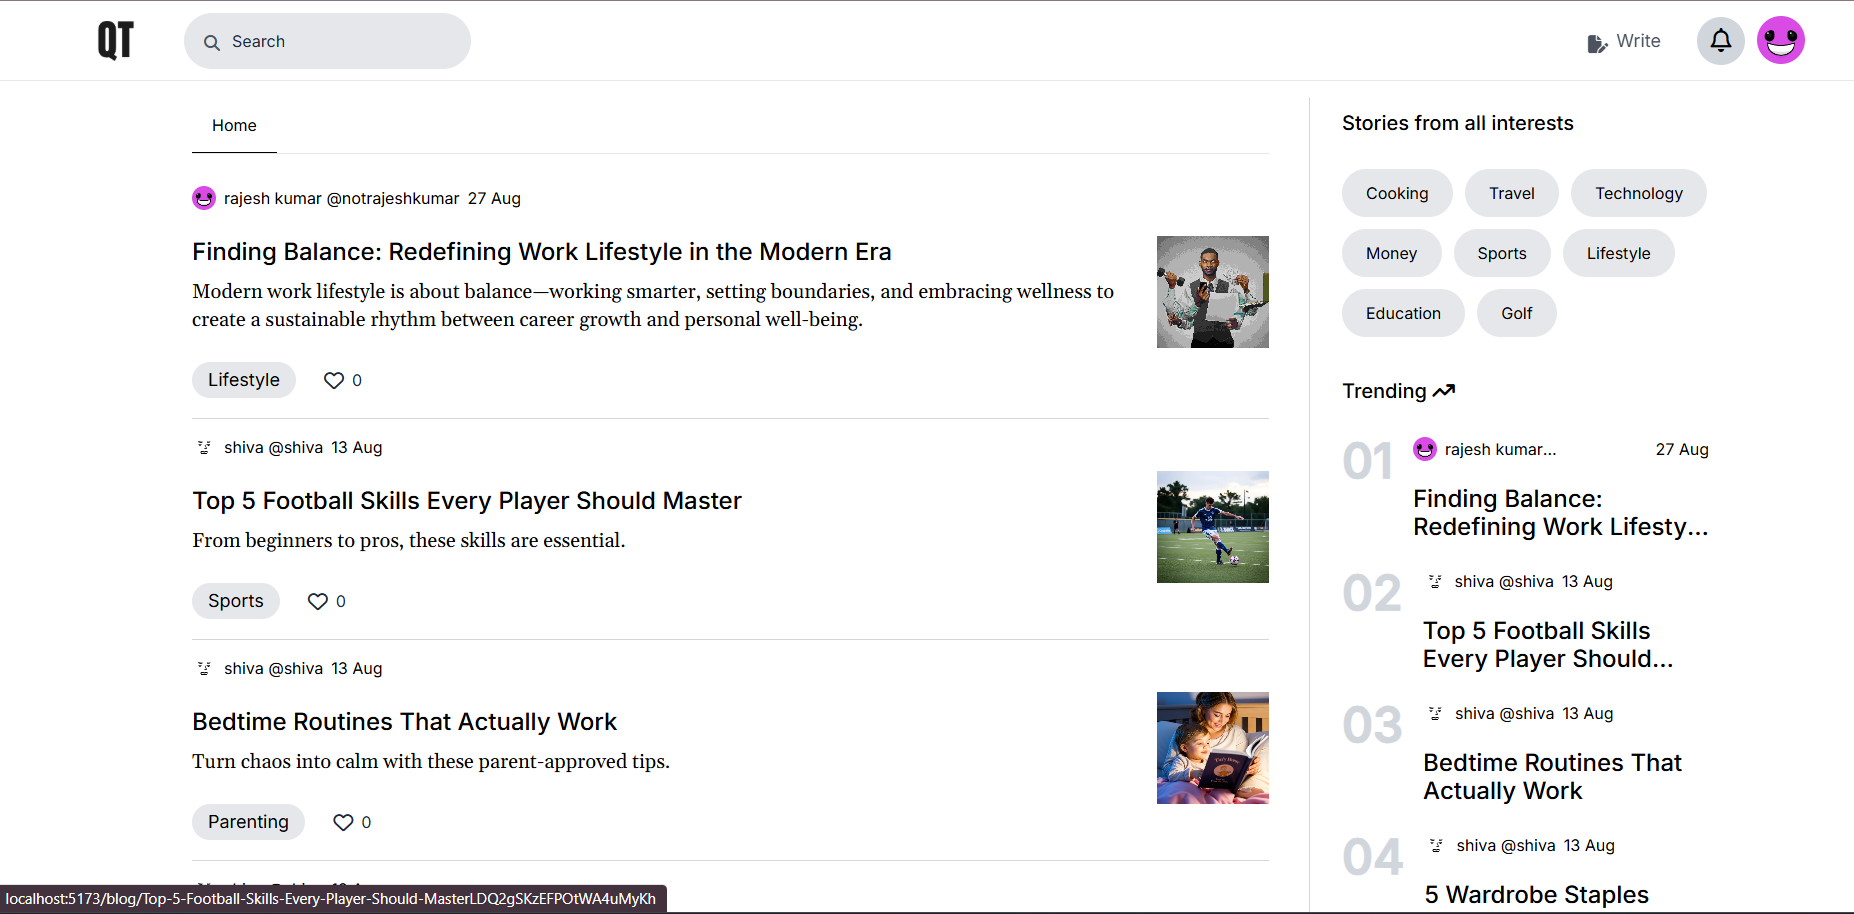 QT
Search
Write
Home
rajesh kumar @notrajeshkumar 27 Aug
Finding Balance: Redefining Work Lifestyle in the Modern Era
Modern work lifestyle is about balance—working smarter, setting boundaries, and embracing wellness to
create a sustainable rhythm between career growth and personal well-being.
Lifestyle 0
shiva @shiva 13 Aug
Top 5 Football Skills Every Player Should Master
From beginners to pros, these skills are essential.
Sports 0
shiva @shiva 13 Aug
Bedtime Routines That Actually Work
Turn chaos into calm with these parent-approved tips.
Parenting 0
Stories from all interests
Cooking Travel Technology
Money Sports Lifestyle
Education Golf
Trending
01 rajesh kumar... 27 Aug
Finding Balance:
Redefining Work Lifesty...
02 shiva @shiva 13 Aug
Top 5 Football Skills
Every Player Should...
03 shiva @shiva 13 Aug
Bedtime Routines That
Actually Work
04 shiva @shiva 13 Aug
5 Wardrobe Staples
localhost:5173/blog/Top-5-Football-Skills-Every-Player-Should-MasterLDQ2gSKzEFPOtWA4uMyKh